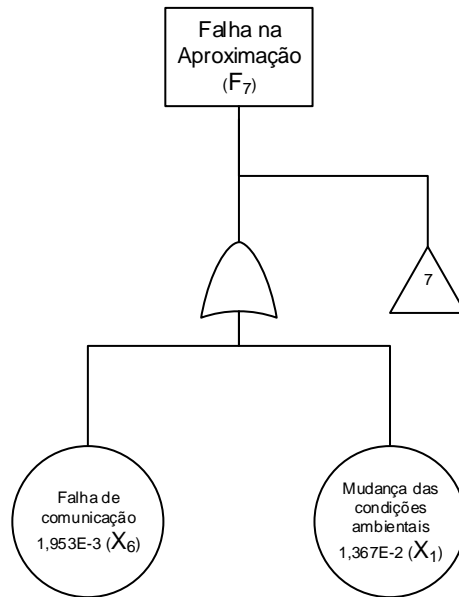 Falha na
Aproximação
(F₇)
7
Falha de
comunicação
1,953E-3 (X₆)
Mudança das
condições
ambientais
1,367E-2 (X₁)